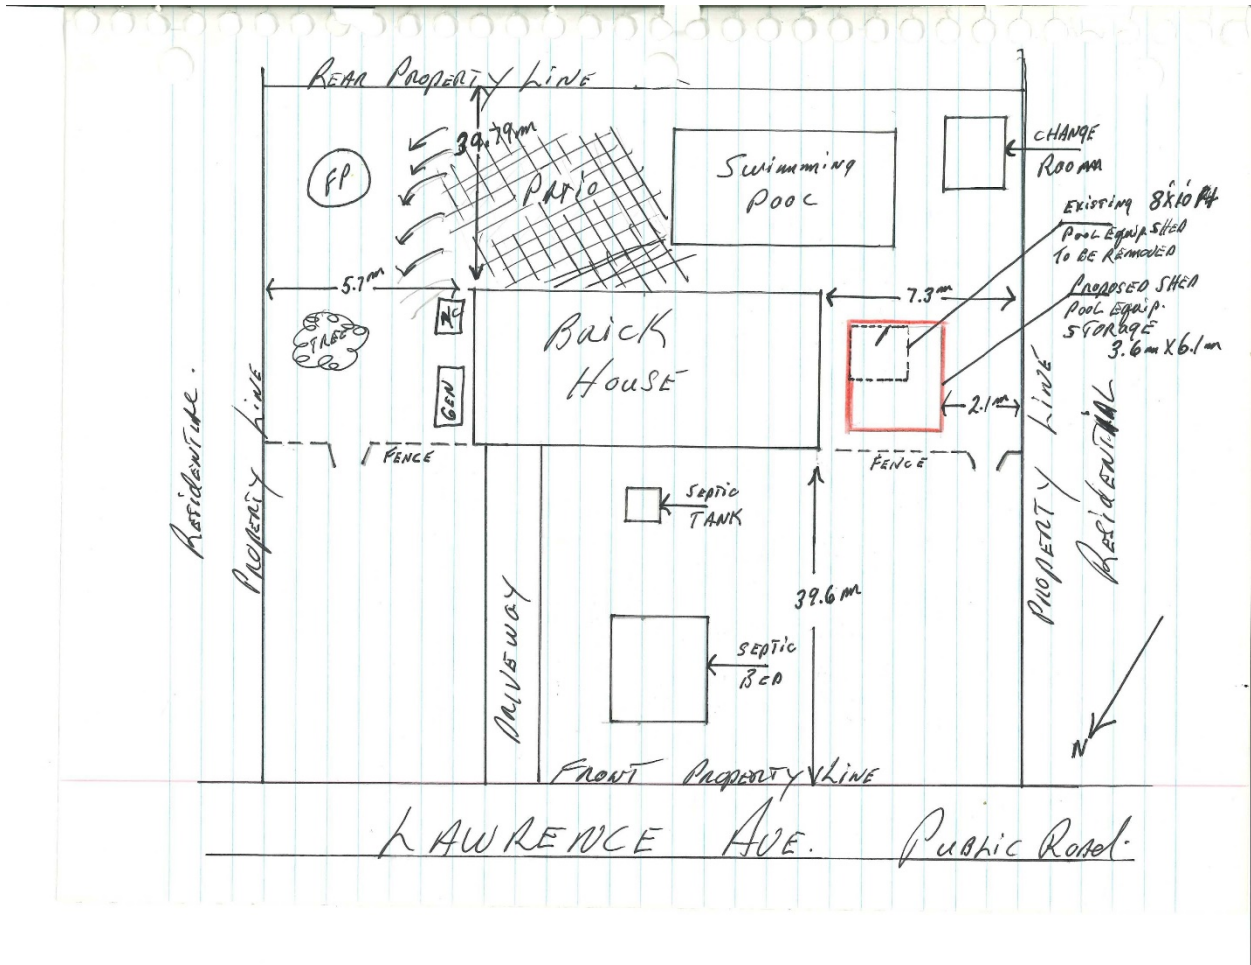 REAR PROPERTY LINE
39.79m
FP
PATIO
SWIMMING
POOL
CHANGE
ROOM
EXISTING 8'X10' Ft
POOL EQUIP SHED
TO BE REMOVED
PROPOSED SHED
POOL EQUIP.
STORAGE
3.6m X 6.1m
5.7m
7.3m
AC
TREE
BRICK
HOUSE
GEN
2.1m
FENCE
FENCE
RESIDENTIAL.
PROPERTY LINE
PROPERTY LINE
RESIDENTIAL
SEPTIC
TANK
39.6m
DRIVEWAY
SEPTIC
BED
N
FRONT PROPERTY LINE
LAWRENCE AVE. PUBLIC ROAD.